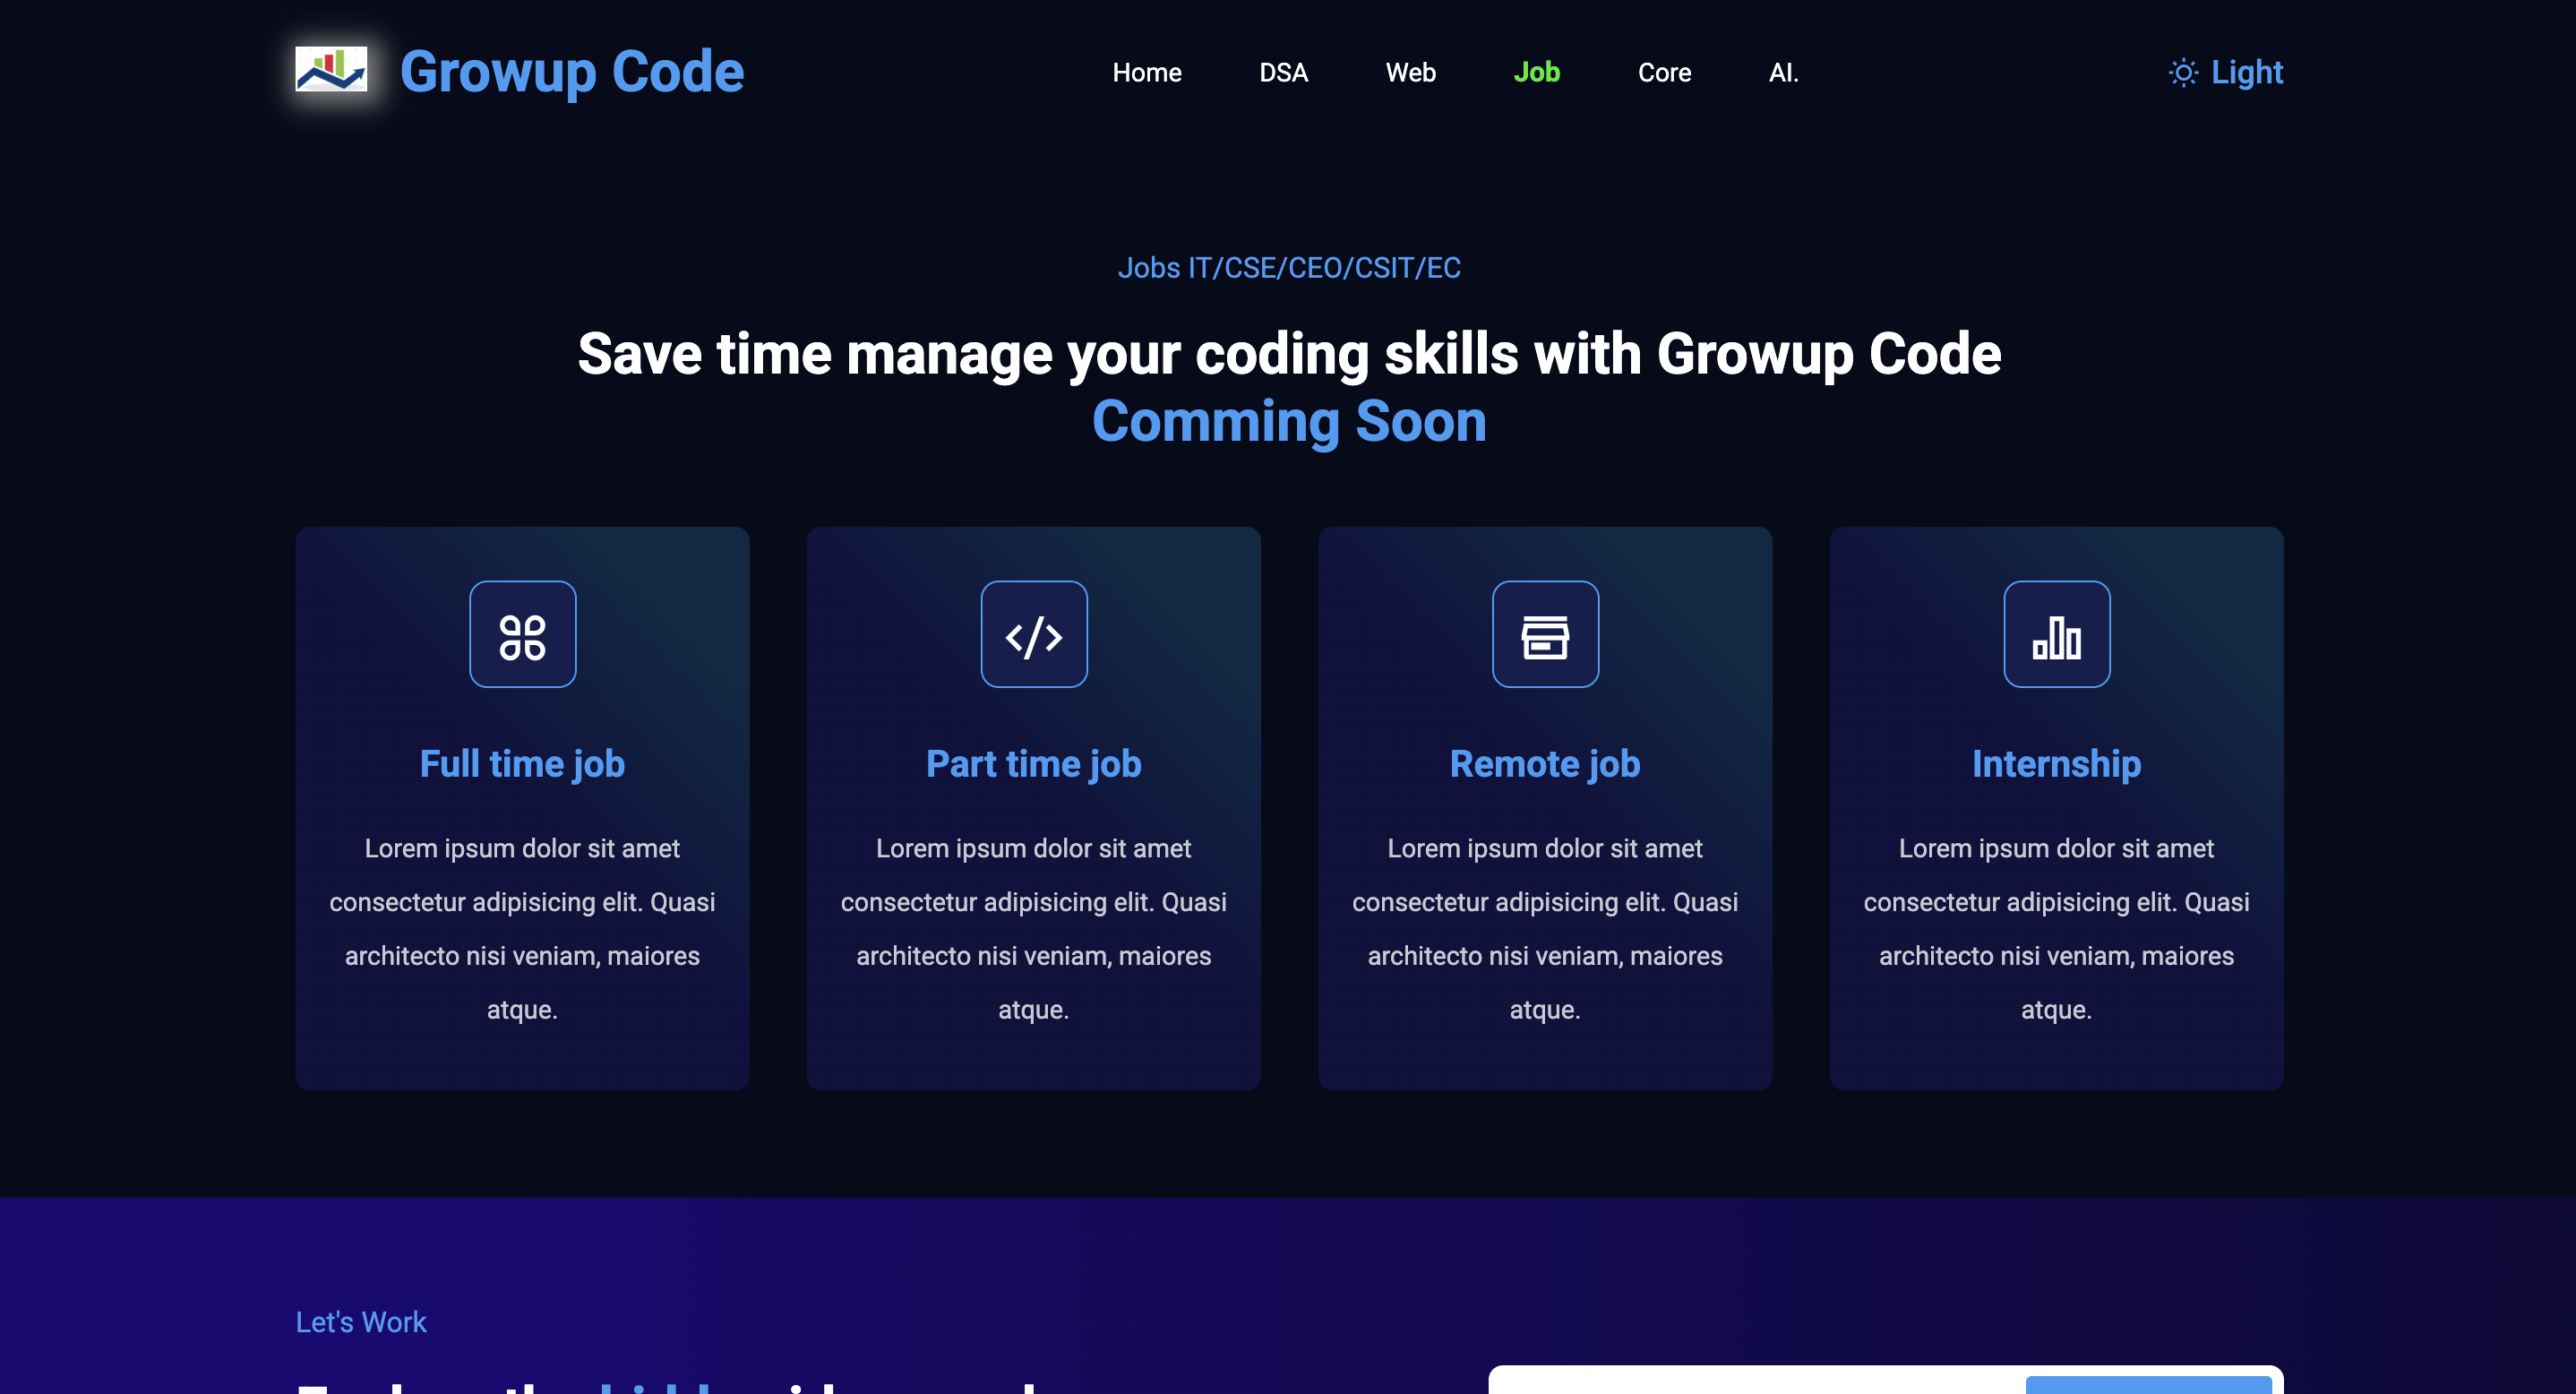 Growup Code
Home DSA Web Job Core AI.
Light
Jobs IT/CSE/CEO/CSIT/EC
Save time manage your coding skills with Growup Code
Comming Soon
Full time job
Lorem ipsum dolor sit amet
consectetur adipisicing elit. Quasi
architecto nisi veniam, maiores
atque.
Part time job
Lorem ipsum dolor sit amet
consectetur adipisicing elit. Quasi
architecto nisi veniam, maiores
atque.
Remote job
Lorem ipsum dolor sit amet
consectetur adipisicing elit. Quasi
architecto nisi veniam, maiores
atque.
Internship
Lorem ipsum dolor sit amet
consectetur adipisicing elit. Quasi
architecto nisi veniam, maiores
atque.
Let's Work